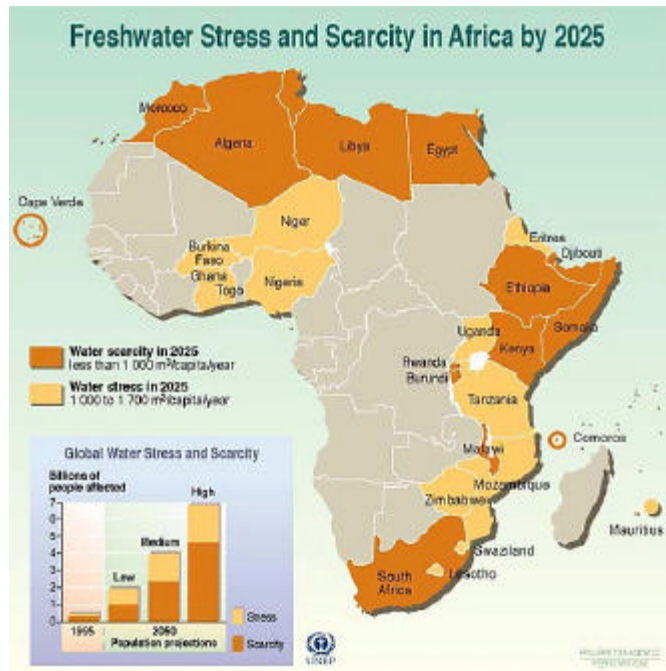 Freshwater Stress and Scarcity in Africa by 2025
Morocco
Algeria
Libya
Egypt
Cape Verde
Niger
Burkina
Faso
Ghana
Togo
Nigeria
Eritrea
Djibouti
Ethiopia
Somalia
Uganda
Kenya
Rwanda
Burundi
Tanzania
Comoros
Malawi
Mozambique
Zimbabwe
Mauritius
Swaziland
Lesotho
South
Africa
Water scarcity in 2025
less than 1 000 m³/capita/year
Water stress in 2025
1 000 to 1 700 m³/capita/year
Global Water Stress and Scarcity
Billions of
people affected
7
6
5
4
3
2
1
0
Low
Medium
High
1995
2050
Population projections
Stress
Scarcity
UNEP